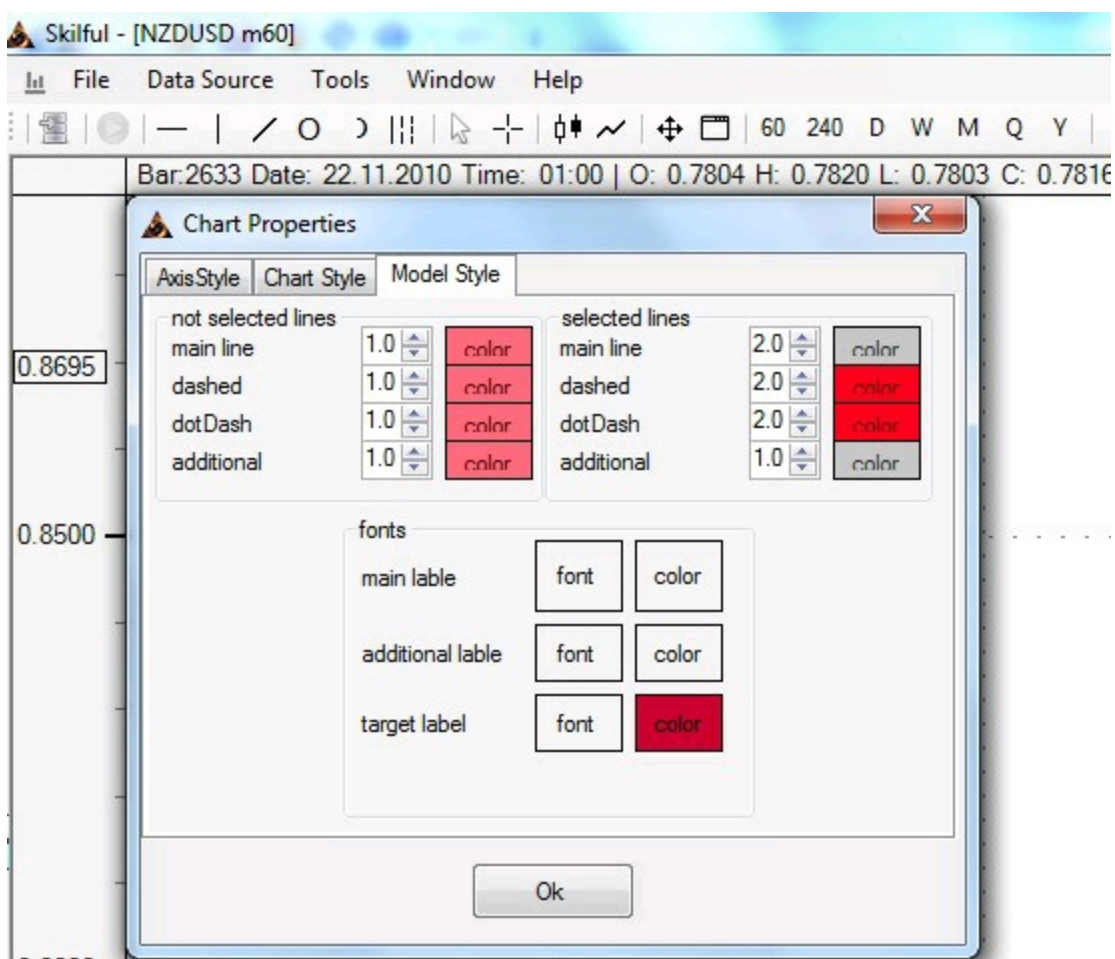 Skilful - [NZDUSD m60]
File Data Source Tools Window Help
60 240 D W M Q Y
Bar:2633 Date: 22.11.2010 Time: 01:00 | O: 0.7804 H: 0.7820 L: 0.7803 C: 0.7816
Chart Properties
AxisStyle Chart Style Model Style
not selected lines
main line 1.0 color
dashed 1.0 color
dotDash 1.0 color
additional 1.0 color
selected lines
main line 2.0 color
dashed 2.0 color
dotDash 2.0 color
additional 1.0 color
fonts
main lable font color
additional lable font color
target label font color
Ok
0.8695
0.8500